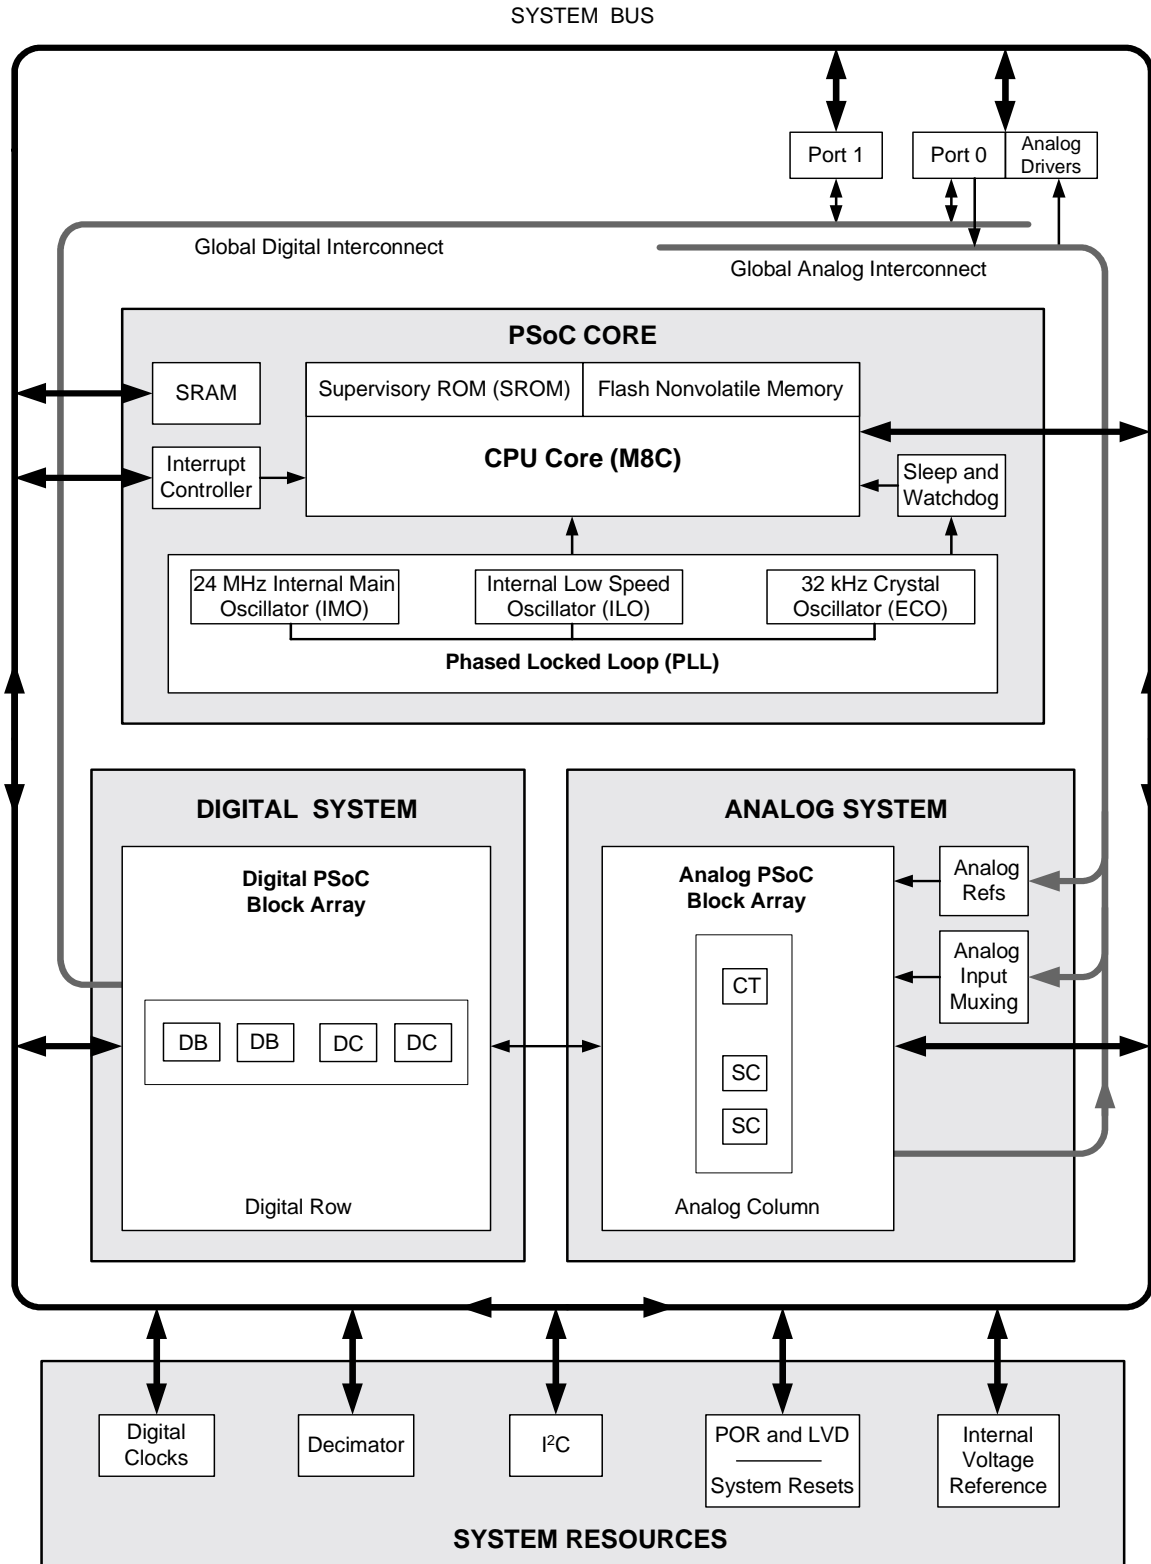 SYSTEM BUS
Port 1
Port 0
Analog
Drivers
Global Digital Interconnect
Global Analog Interconnect
PSoC CORE
SRAM
Supervisory ROM (SROM)
Flash Nonvolatile Memory
CPU Core (M8C)
Interrupt
Controller
Sleep and
Watchdog
24 MHz Internal Main
Oscillator (IMO)
Internal Low Speed
Oscillator (ILO)
32 kHz Crystal
Oscillator (ECO)
Phased Locked Loop (PLL)
DIGITAL SYSTEM
Digital PSoC
Block Array
DB
DB
DC
DC
Digital Row
ANALOG SYSTEM
Analog PSoC
Block Array
CT
SC
SC
Analog Column
Analog
Refs
Analog
Input
Muxing
Digital
Clocks
Decimator
I²C
POR and LVD
System Resets
Internal
Voltage
Reference
SYSTEM RESOURCES